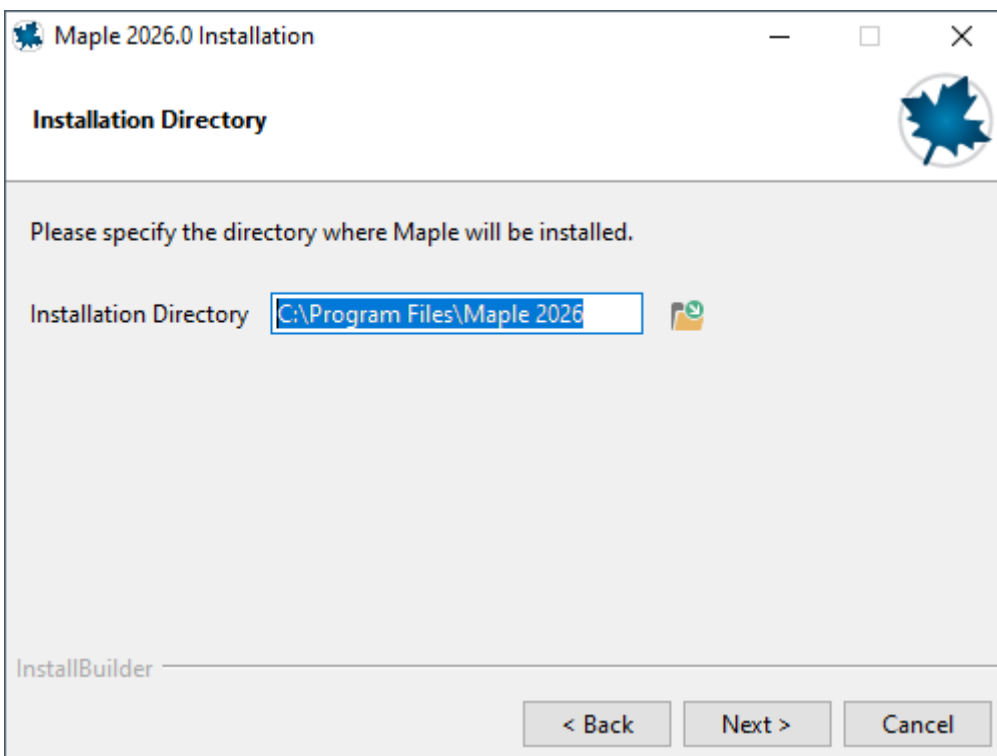 Maple 2026.0 Installation
Installation Directory
Please specify the directory where Maple will be installed.
Installation Directory C:\Program Files\Maple 2026
InstallBuilder
< Back Next > Cancel